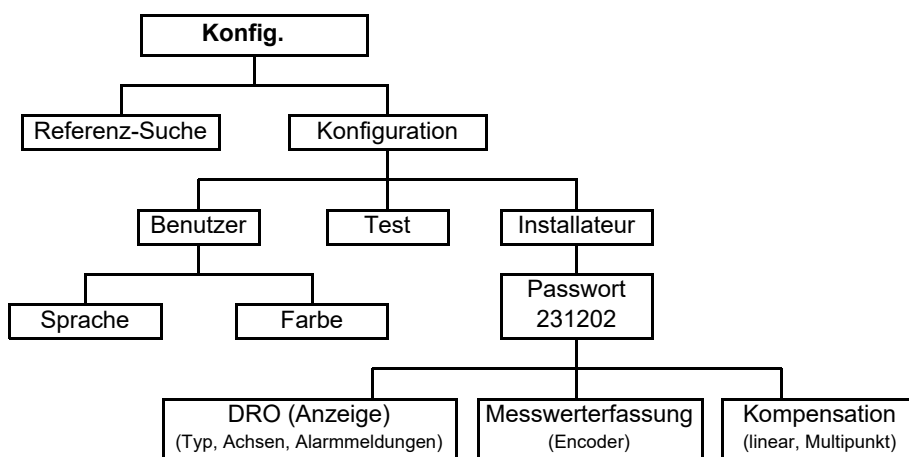 Konfig.
Referenz-Suche
Konfiguration
Benutzer
Test
Installateur
Sprache
Farbe
Passwort
231202
DRO (Anzeige)
(Typ, Achsen, Alarmmeldungen)
Messwerterfassung
(Encoder)
Kompensation
(linear, Multipunkt)